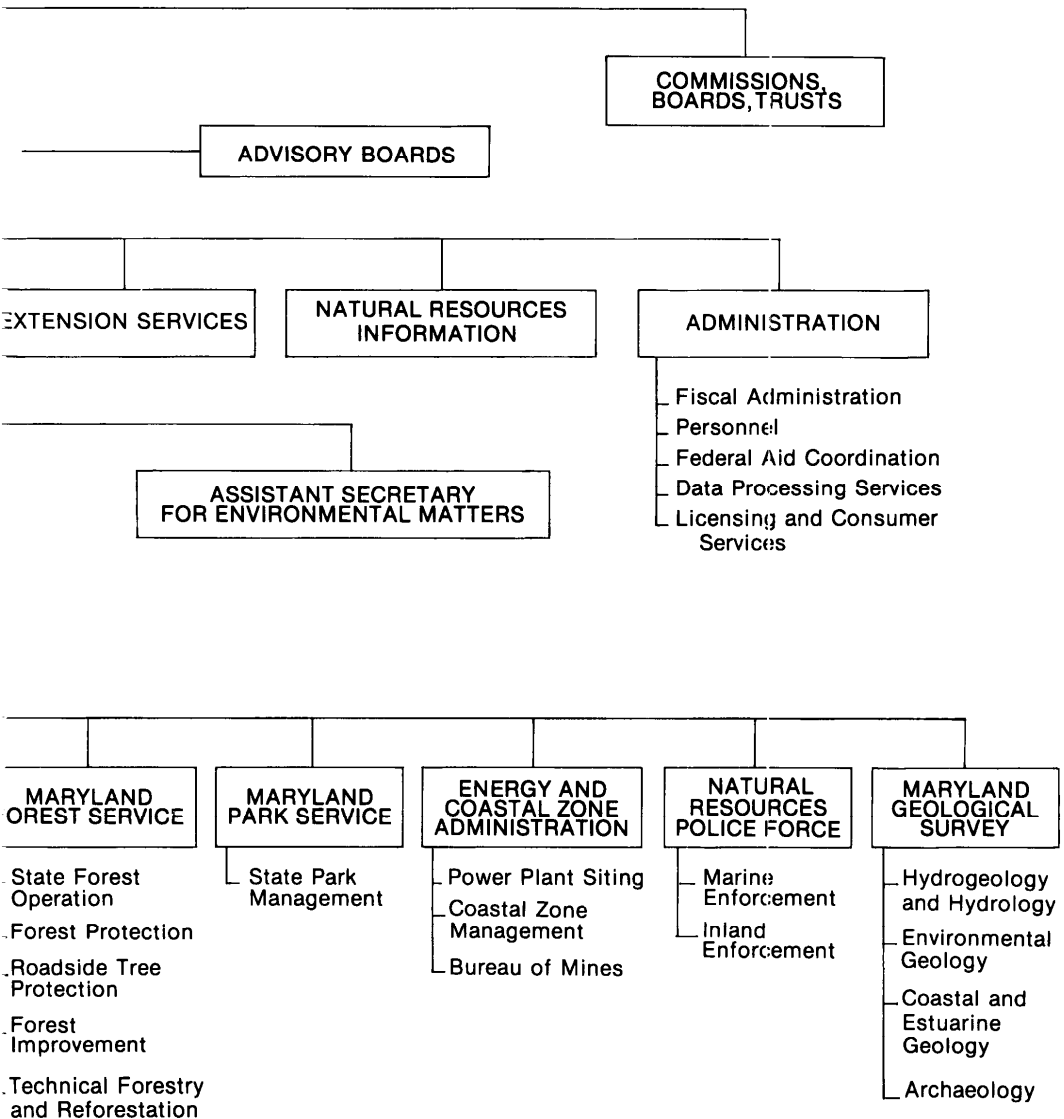 COMMISSIONS,
BOARDS, TRUSTS
ADVISORY BOARDS
EXTENSION SERVICES
NATURAL RESOURCES
INFORMATION
ADMINISTRATION
Fiscal Administration
Personnel
Federal Aid Coordination
Data Processing Services
Licensing and Consumer
Services
ASSISTANT SECRETARY
FOR ENVIRONMENTAL MATTERS
MARYLAND
OREST SERVICE
State Forest
Operation
Forest Protection
Roadside Tree
Protection
Forest
Improvement
Technical Forestry
and Reforestation
MARYLAND
PARK SERVICE
State Park
Management
ENERGY AND
COASTAL ZONE
ADMINISTRATION
Power Plant Siting
Coastal Zone
Management
Bureau of Mines
NATURAL
RESOURCES
POLICE FORCE
Marine
Enforcement
Inland
Enforcement
MARYLAND
GEOLOGICAL
SURVEY
Hydrogeology
and Hydrology
Environmental
Geology
Coastal and
Estuarine
Geology
Archaeology